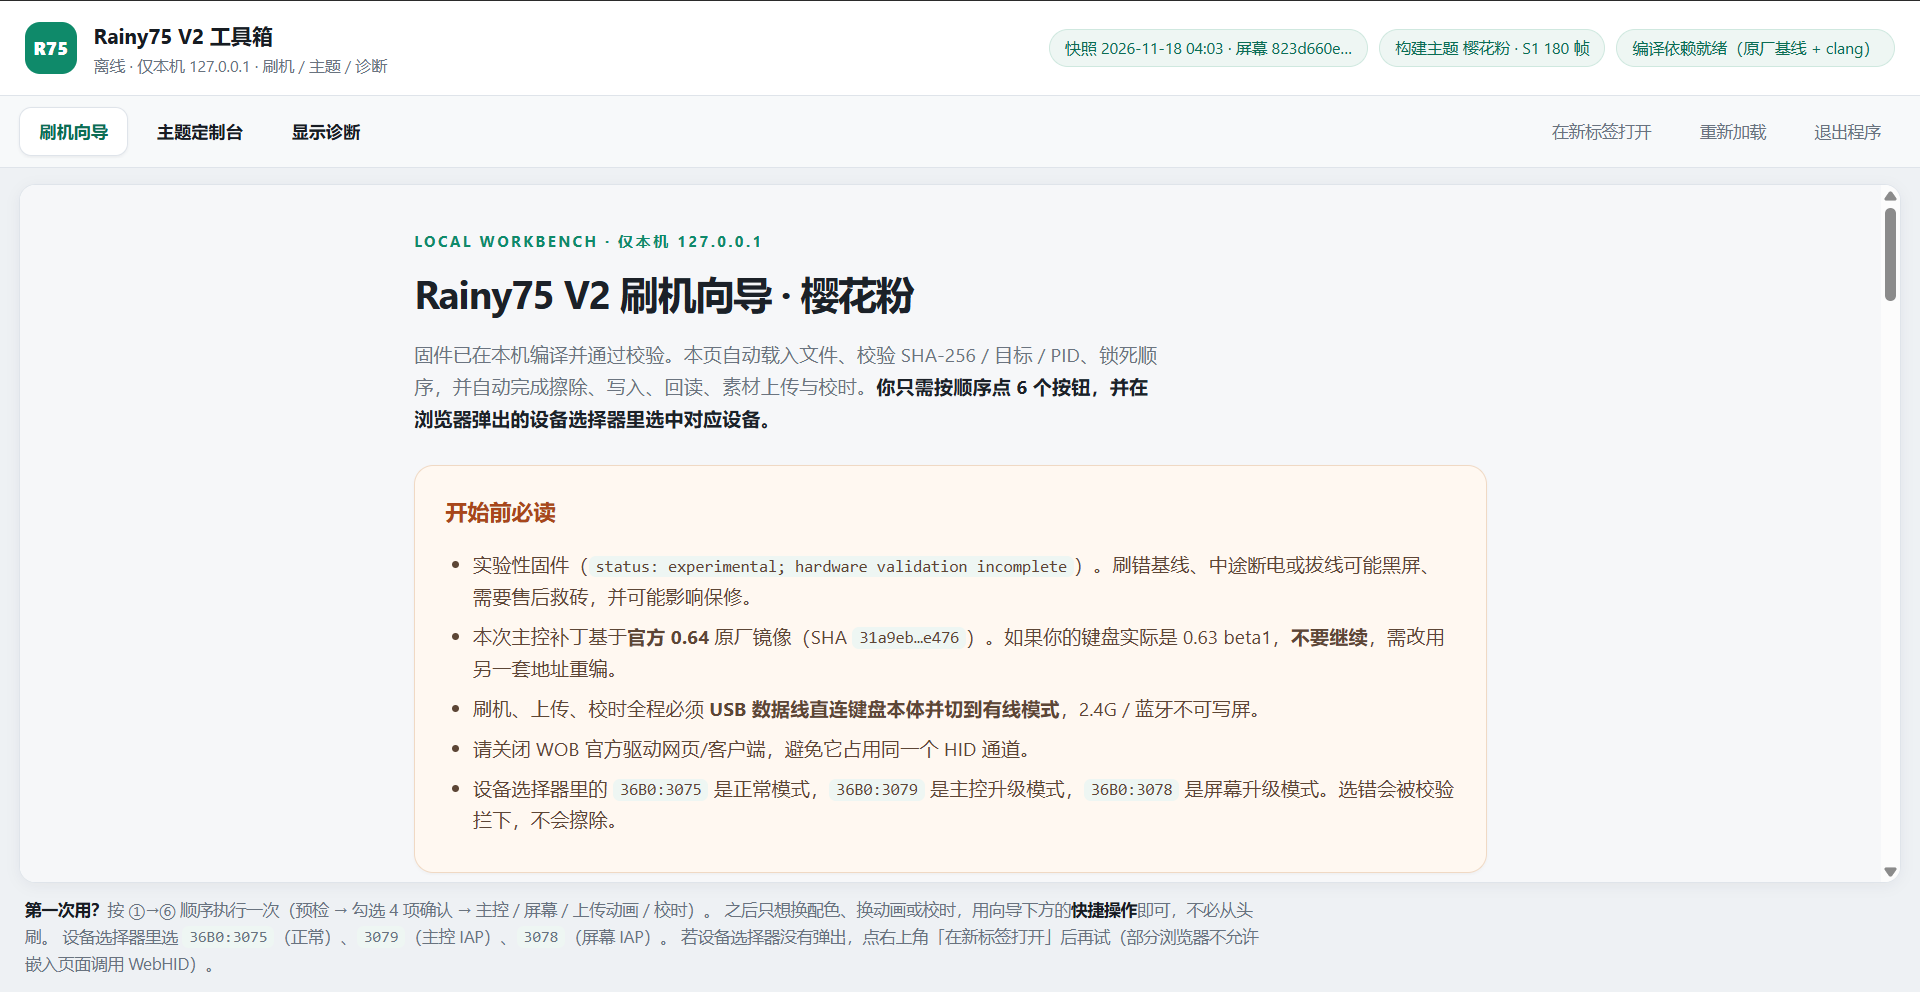 R75
Rainy75 V2 工具箱
离线 · 仅本机 127.0.0.1 · 刷机 / 主题 / 诊断
快照 2026-11-18 04:03 · 屏幕 823d660e…
构建主题 樱花粉 · S1 180 帧
编译依赖就绪（原厂基线 + clang）
刷机向导
主题定制台
显示诊断
在新标签打开
重新加载
退出程序
LOCAL WORKBENCH · 仅本机 127.0.0.1
Rainy75 V2 刷机向导 · 樱花粉
固件已在本机编译并通过校验。本页自动载入文件、校验 SHA-256 / 目标 / PID、锁死顺
序，并自动完成擦除、写入、回读、素材上传与校时。你只需按顺序点 6 个按钮，并在
浏览器弹出的设备选择器里选中对应设备。
开始前必读
• 实验性固件（status: experimental; hardware validation incomplete）。刷错基线、中途断电或拔线可能黑屏、
需要售后救砖，并可能影响保修。
• 本次主控补丁基于官方 0.64 原厂镜像（SHA 31a9eb…e476）。如果你的键盘实际是 0.63 beta1，不要继续，需改用
另一套地址重编。
• 刷机、上传、校时全程必须 USB 数据线直连键盘本体并切到有线模式，2.4G / 蓝牙不可写屏。
• 请关闭 WOB 官方驱动网页/客户端，避免它占用同一个 HID 通道。
• 设备选择器里的 36B0:3075 是正常模式，36B0:3079 是主控升级模式，36B0:3078 是屏幕升级模式。选错会被校验
拦下，不会擦除。
第一次用？按 ①→⑥ 顺序执行一次（预检 → 勾选 4 项确认 → 主控 / 屏幕 / 上传动画 / 校时）。 之后只想换配色、换动画或校时，用向导下方的快捷操作即可，不必从头
刷。 设备选择器里选 36B0:3075（正常）、3079（主控 IAP）、3078（屏幕 IAP）。 若设备选择器没有弹出，点右上角「在新标签打开」后再试（部分浏览器不允许
嵌入页面调用 WebHID）。